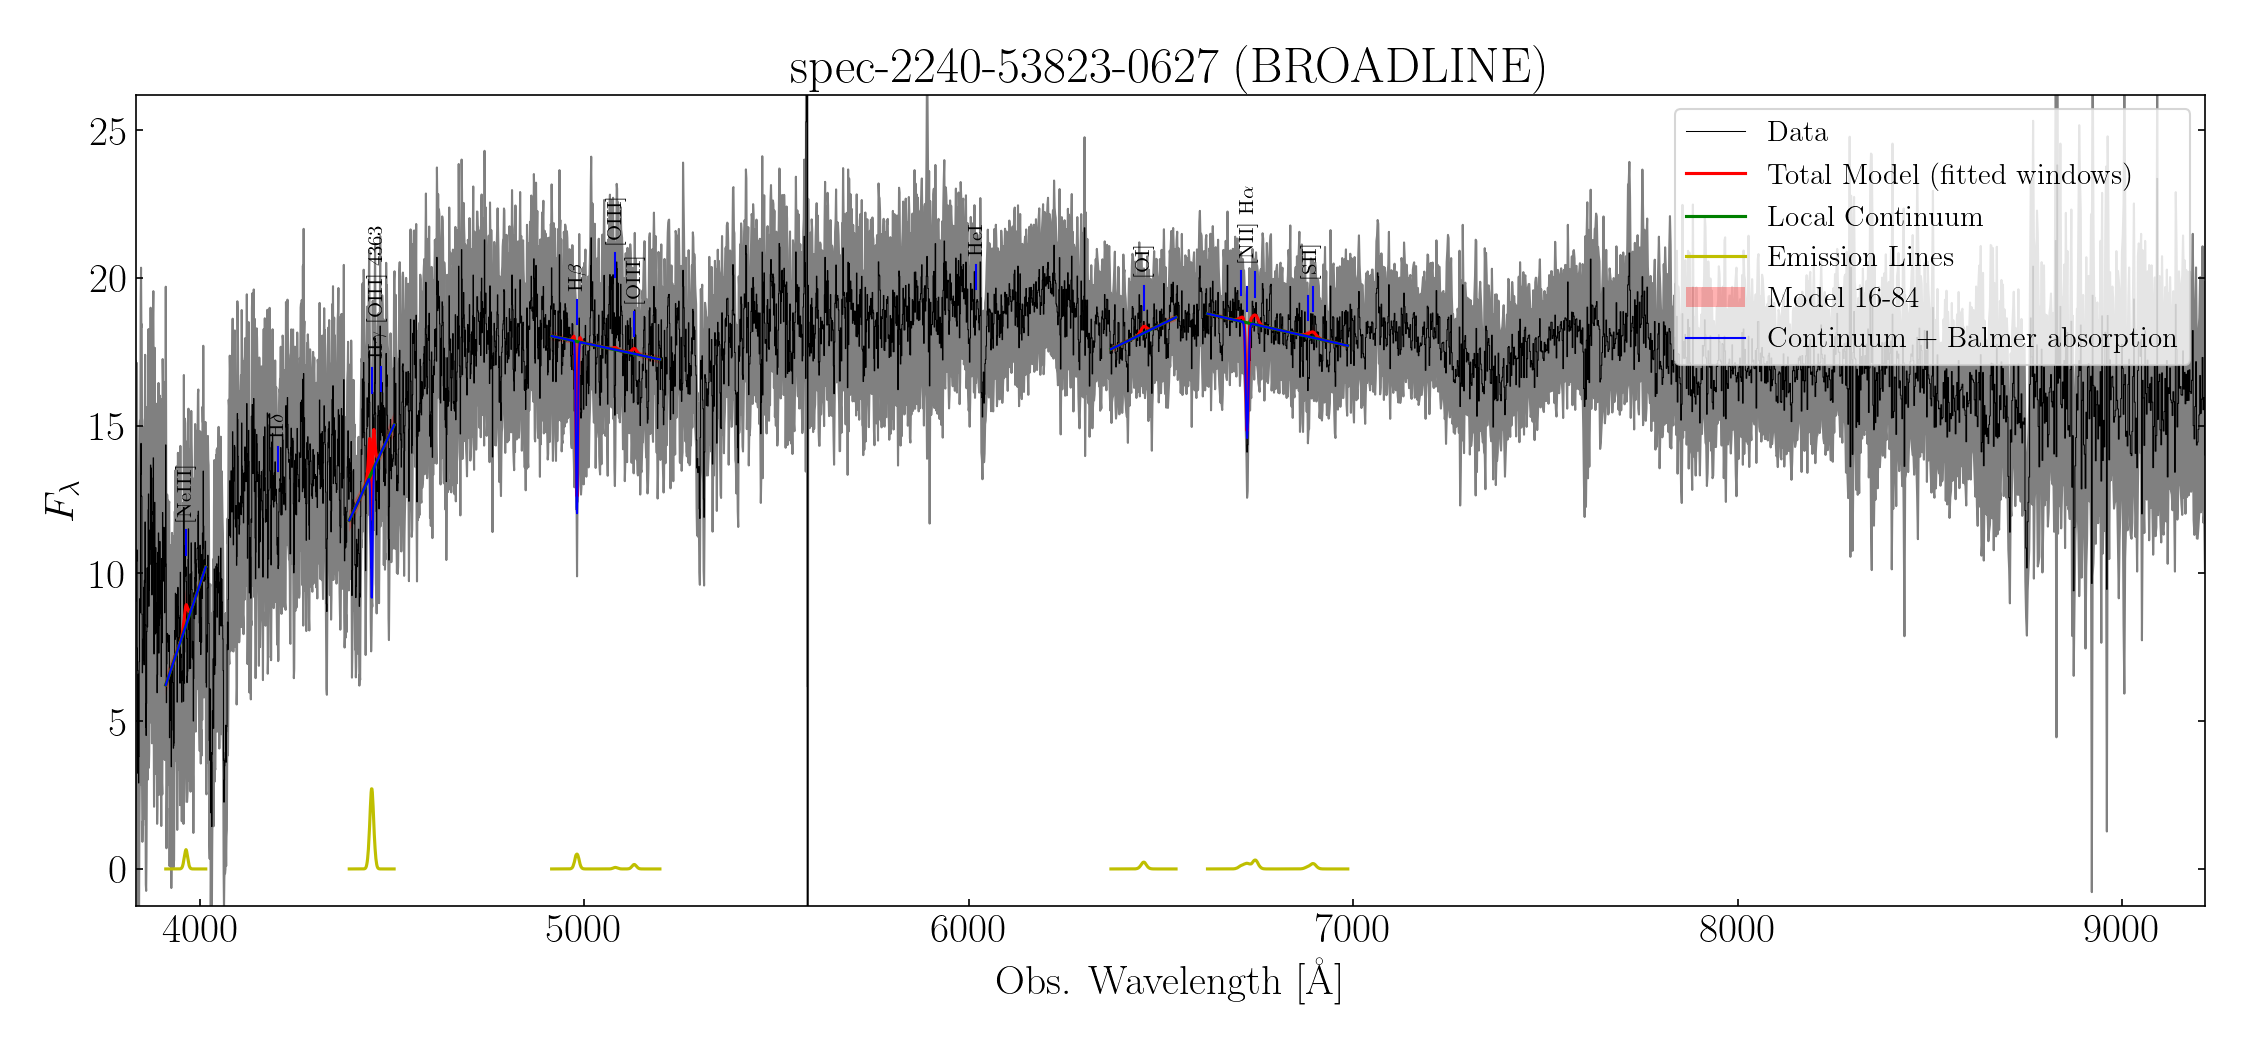 spec-2240-53823-0627 (BROADLINE)
Data
Total Model (fitted windows)
Local Continuum
Emission Lines
Model 16-84
Continuum + Balmer absorption
25
20
15
10
5
0
Fλ
[NeIII]
Hδ
Hγ
[OIII] 4363
Hβ
[OIII]
[OIII]
HeI
[OI]
[NII]
Hα
[SII]
4000
5000
6000
7000
8000
9000
Obs. Wavelength [Å]